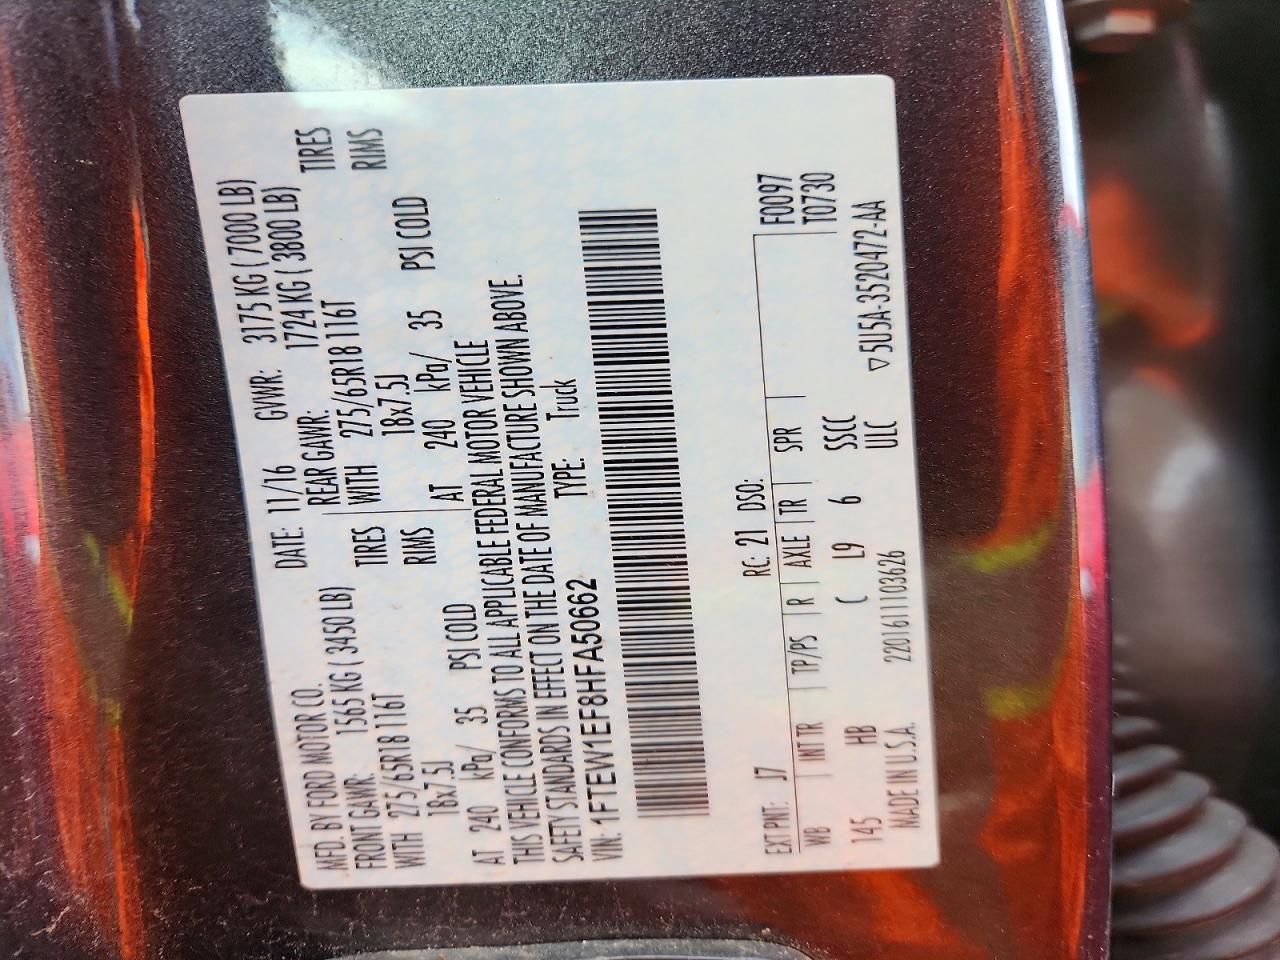 MFD. BY FORD MOTOR CO. DATE: 11/16 GVWR: 3175 KG ( 7000 LB)
FRONT GAWR: 1565 KG ( 3450 LB) REAR GAWR: 1724 KG ( 3800 LB)
WITH 275/65R18 116T TIRES WITH 275/65R18 116T TIRES
18x7.5J RIMS 18x7.5J RIMS
AT 240 kPa/ 35 PSI COLD AT 240 kPa/ 35 PSI COLD
THIS VEHICLE CONFORMS TO ALL APPLICABLE FEDERAL MOTOR VEHICLE
SAFETY STANDARDS IN EFFECT ON THE DATE OF MANUFACTURE SHOWN ABOVE.
VIN: 1FTEW1EF8HFA50662 TYPE: Truck
EXT PNT: J7 RC: 21 DSO: F0097
WB INT TR TP/PS R AXLE TR SPR T0730
145 HB C L9 6 SSCC
ULC
MADE IN U.S.A. 220161103626 ▽5U5A-3520472-AA